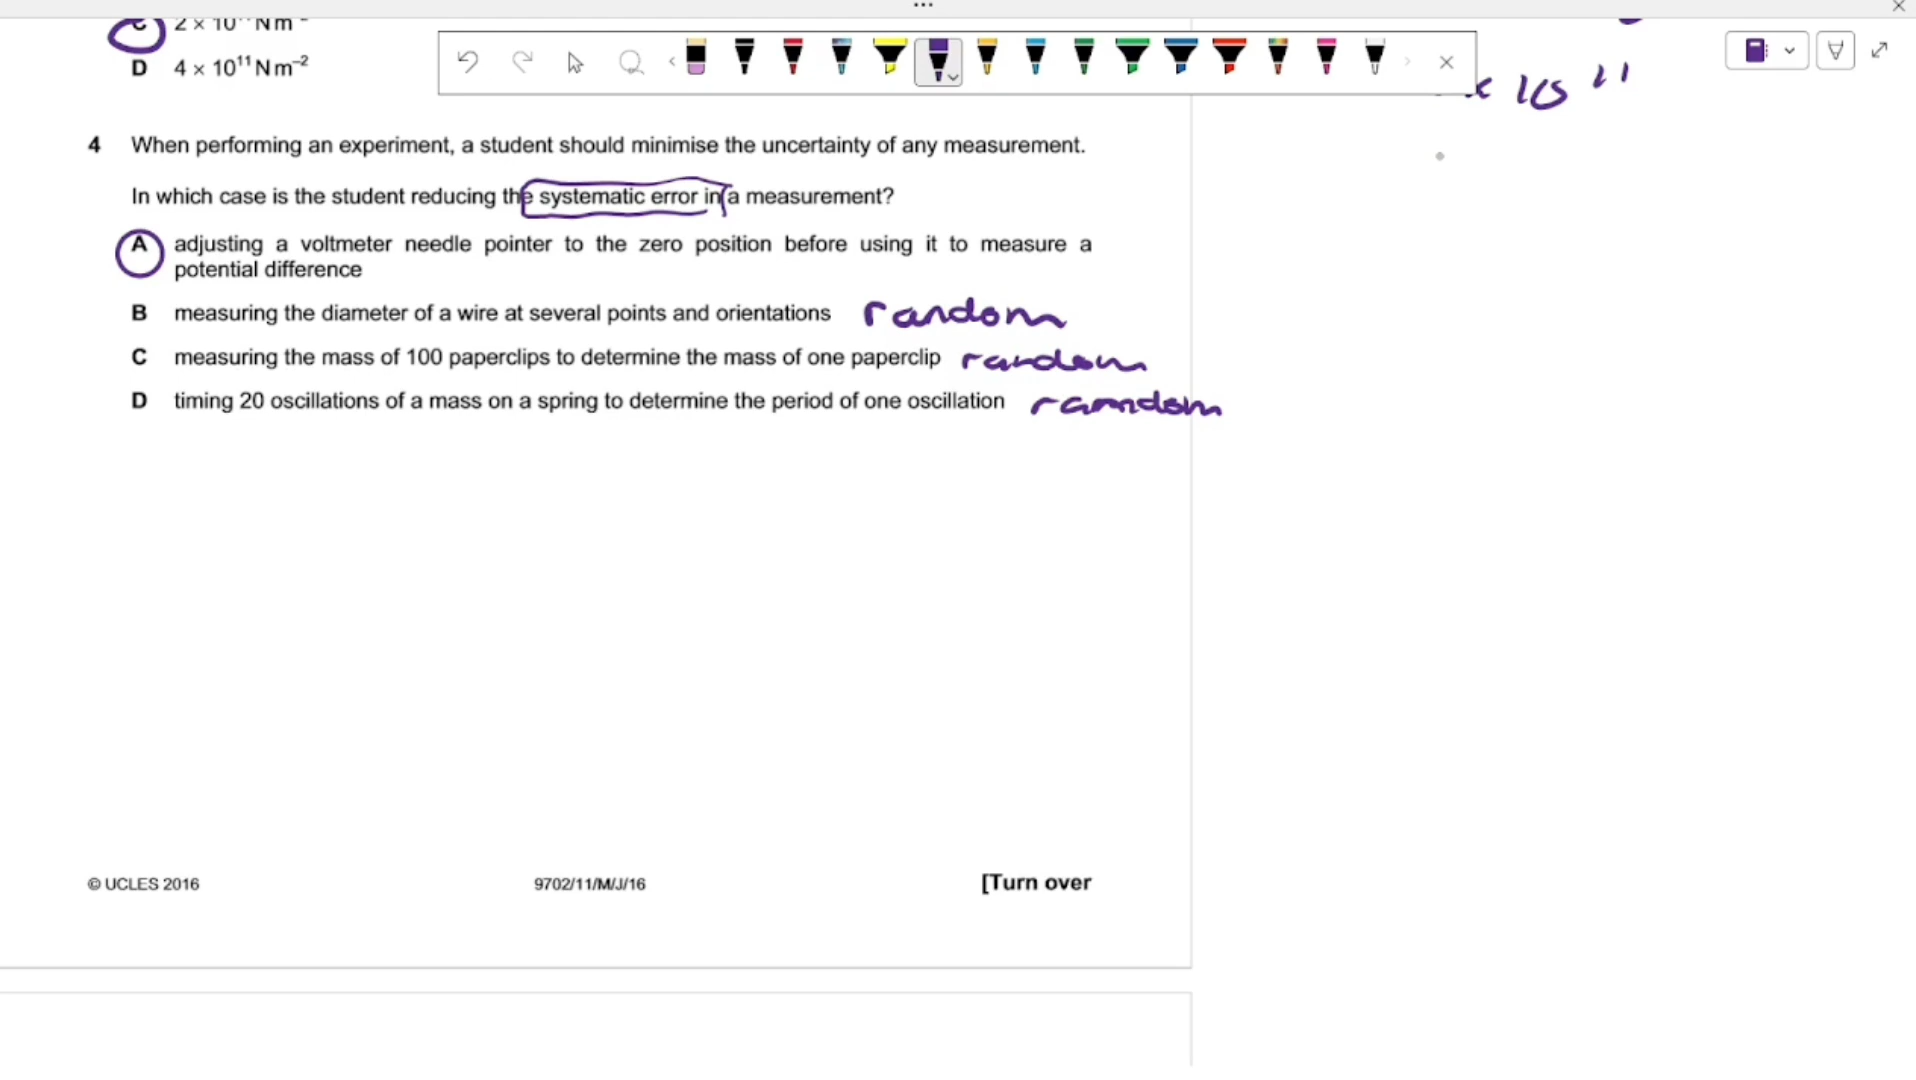 2 × 10¹¹ N m⁻²
D 4 × 10¹¹ N m⁻²
× 10¹¹
4 When performing an experiment, a student should minimise the uncertainty of any measurement.
In which case is the student reducing the systematic error in a measurement?
A adjusting a voltmeter needle pointer to the zero position before using it to measure a
potential difference
B measuring the diameter of a wire at several points and orientations random
C measuring the mass of 100 paperclips to determine the mass of one paperclip random
D timing 20 oscillations of a mass on a spring to determine the period of one oscillation ramdom
© UCLES 2016
9702/11/M/J/16
[Turn over